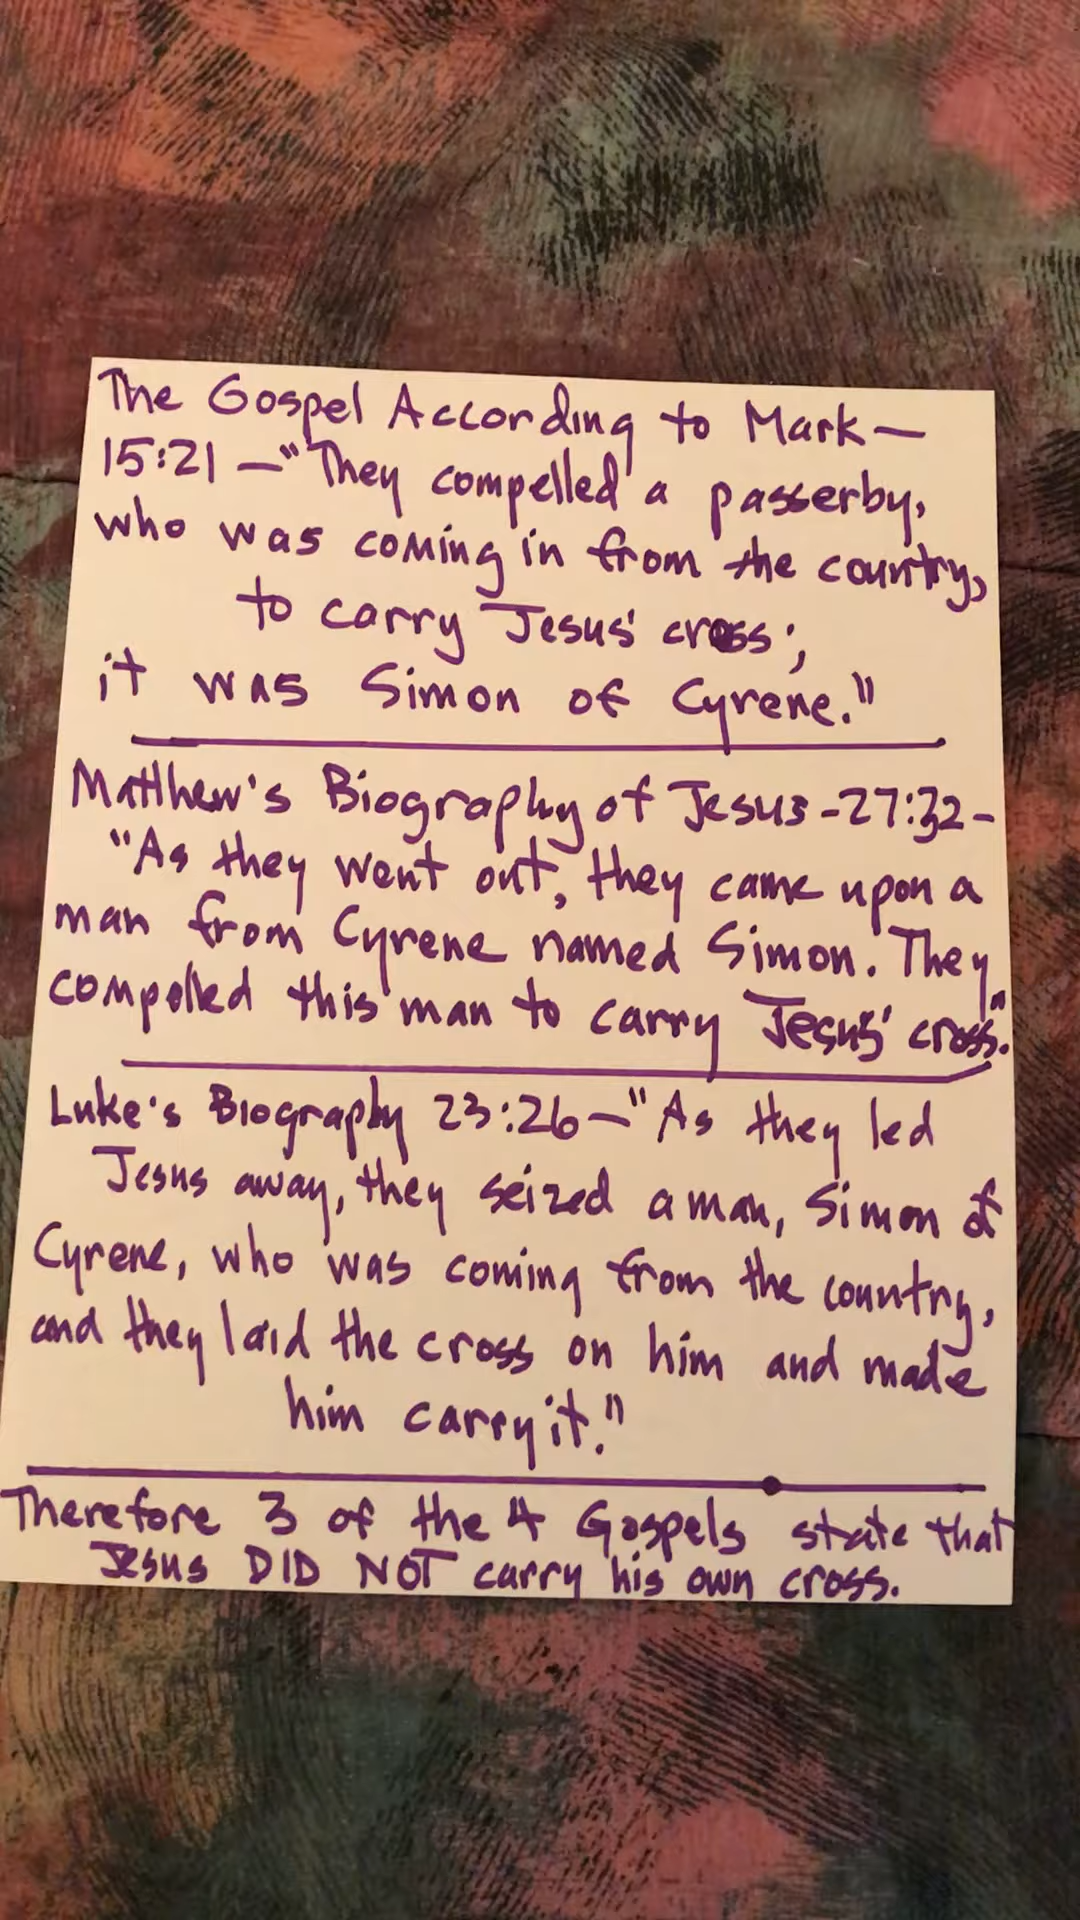 The Gospel According to Mark—
15:21—"They compelled a passerby,
who was coming in from the country,
to carry Jesus' cross;
it was Simon of Cyrene."
Matthew's Biography of Jesus-27:32-
"As they went out, they came upon a
man from Cyrene named Simon. They
compelled this man to carry Jesus' cross."
Luke's Biography 23:26-"As they led
Jesus away, they seized a man, Simon of
Cyrene, who was coming from the country,
and they laid the cross on him and made
him carry it."
Therefore 3 of the 4 Gospels state that
Jesus DID NOT carry his own cross.